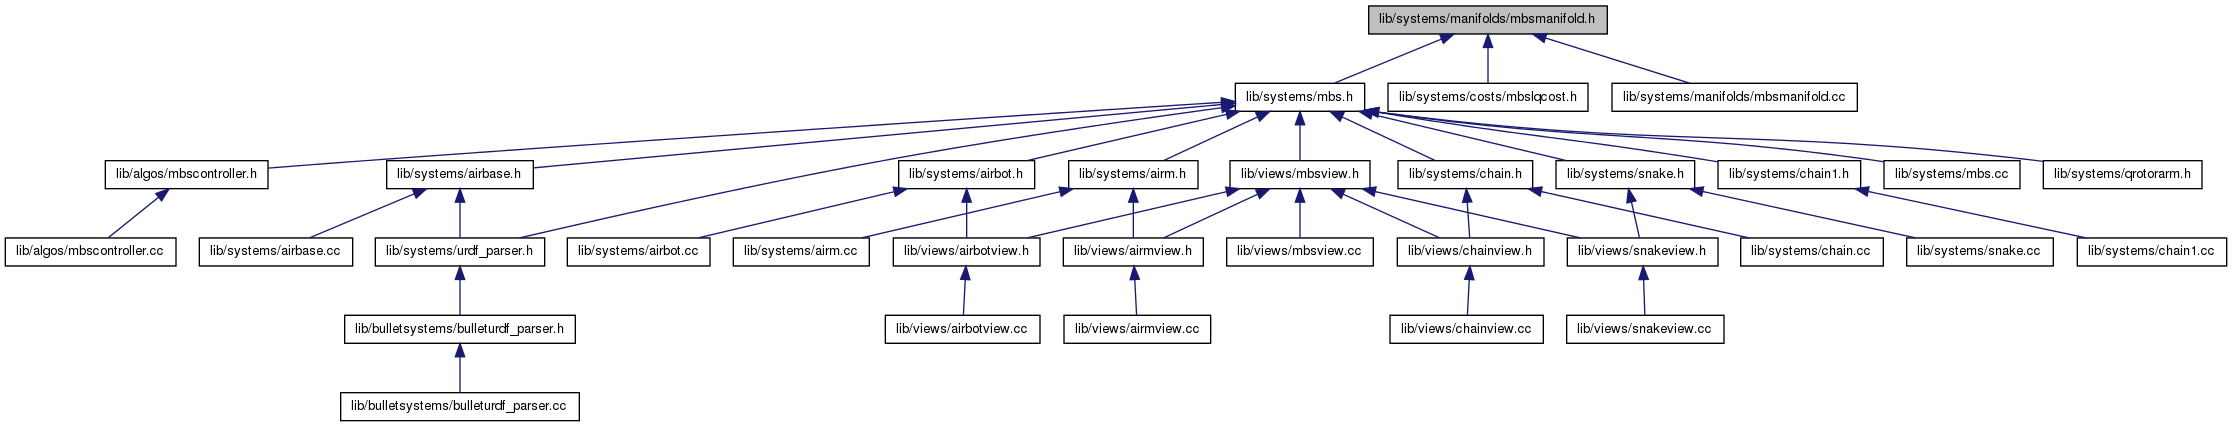 lib/systems/manifolds/mbsmanifold.h
lib/systems/mbs.h
lib/systems/costs/mbslqcost.h
lib/systems/manifolds/mbsmanifold.cc
lib/algos/mbscontroller.h
lib/systems/airbase.h
lib/systems/airbot.h
lib/systems/airm.h
lib/views/mbsview.h
lib/systems/chain.h
lib/systems/snake.h
lib/systems/chain1.h
lib/systems/mbs.cc
lib/systems/qrotorarm.h
lib/algos/mbscontroller.cc
lib/systems/airbase.cc
lib/systems/urdf_parser.h
lib/systems/airbot.cc
lib/systems/airm.cc
lib/views/airbotview.h
lib/views/airmview.h
lib/views/mbsview.cc
lib/views/chainview.h
lib/views/snakeview.h
lib/systems/chain.cc
lib/systems/snake.cc
lib/systems/chain1.cc
lib/bulletsystems/bulleturdf_parser.h
lib/views/airbotview.cc
lib/views/airmview.cc
lib/views/chainview.cc
lib/views/snakeview.cc
lib/bulletsystems/bulleturdf_parser.cc